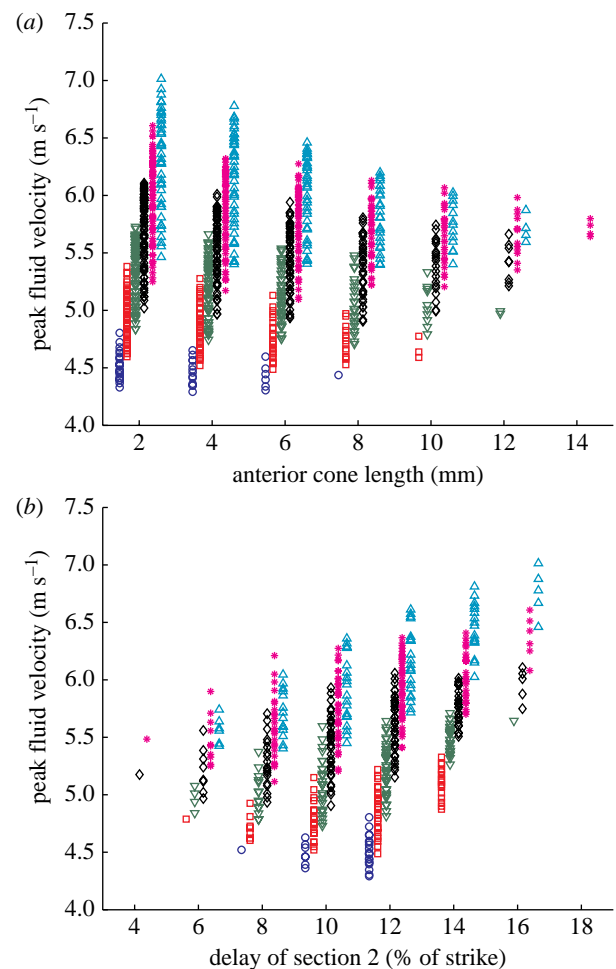 (a)
7.5
7.0
6.5
6.0
5.5
5.0
4.5
4.0
peak fluid velocity (m s⁻¹)
2 4 6 8 10 12 14
anterior cone length (mm)
(b)
7.5
7.0
6.5
6.0
5.5
5.0
4.5
4.0
peak fluid velocity (m s⁻¹)
4 6 8 10 12 14 16 18
delay of section 2 (% of strike)